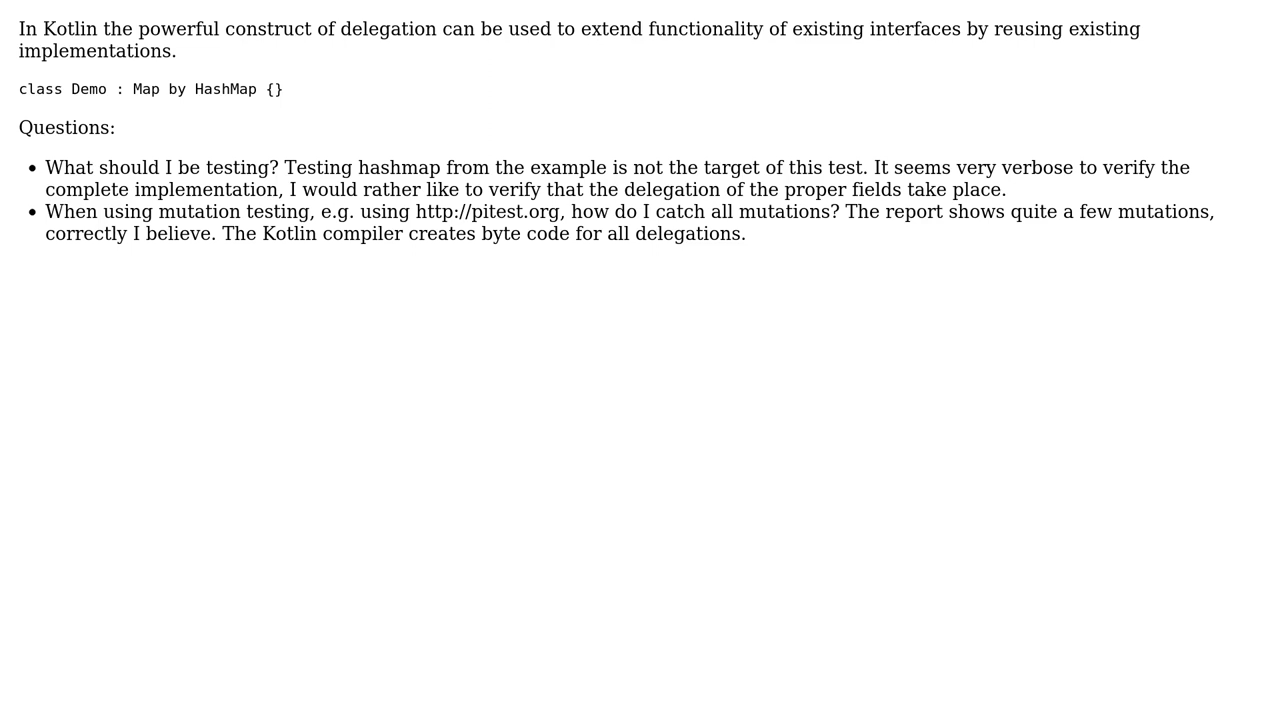 In Kotlin the powerful construct of delegation can be used to extend functionality of existing interfaces by reusing existing
implementations.
class Demo : Map by HashMap {}
Questions:
• What should I be testing? Testing hashmap from the example is not the target of this test. It seems very verbose to verify the
complete implementation, I would rather like to verify that the delegation of the proper fields take place.
• When using mutation testing, e.g. using http://pitest.org, how do I catch all mutations? The report shows quite a few mutations,
correctly I believe. The Kotlin compiler creates byte code for all delegations.